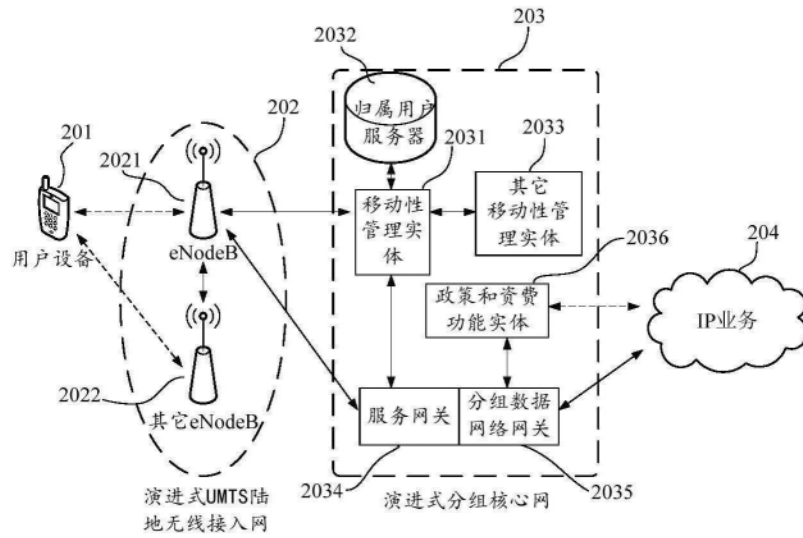 2032
203
归属用户
服务器
2031
2033
201
202
2021
用户设备
eNodeB
移动性
管理实体
其它
移动性管
理实体
2036
204
政策和资费
功能实体
IP业务
2022
其它eNodeB
服务网关
分组数据
网络网关
2034
2035
演进式UMTS陆
地无线接入网
演进式分组核心网